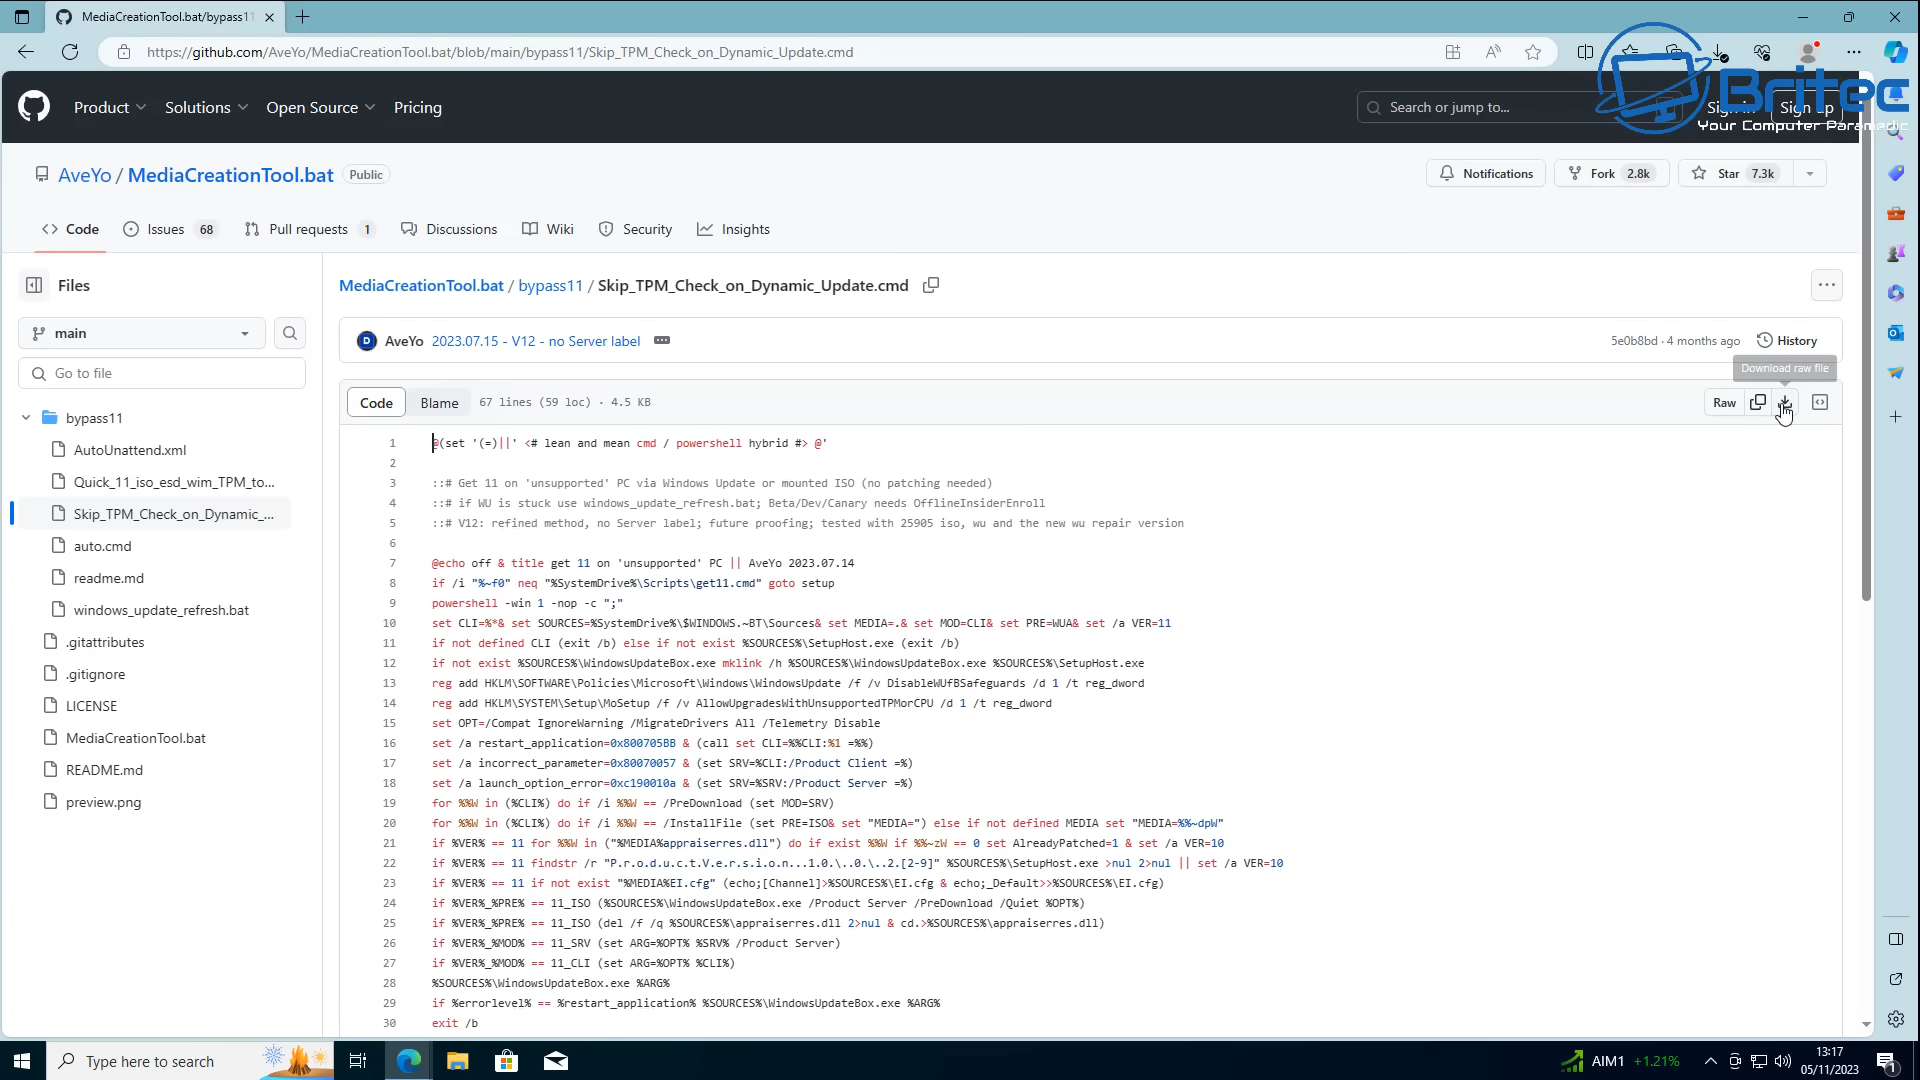 MediaCreationTool.bat/bypass11
https://github.com/AveYo/MediaCreationTool.bat/blob/main/bypass11/Skip_TPM_Check_on_Dynamic_Update.cmd
Product
Solutions
Open Source
Pricing
Search or jump to...
Sign in
Sign up
Britec
Your Computer Paramedic
AveYo / MediaCreationTool.bat Public
Notifications
Fork 2.8k
Star 7.3k
Code
Issues 68
Pull requests 1
Discussions
Wiki
Security
Insights
Files
main
Go to file
bypass11
AutoUnattend.xml
Quick_11_iso_esd_wim_TPM_to...
Skip_TPM_Check_on_Dynamic_...
auto.cmd
readme.md
windows_update_refresh.bat
.gitattributes
.gitignore
LICENSE
MediaCreationTool.bat
README.md
preview.png
MediaCreationTool.bat / bypass11 / Skip_TPM_Check_on_Dynamic_Update.cmd
AveYo 2023.07.15 - V12 - no Server label
5e0b8bd · 4 months ago
History
Download raw file
Code
Blame
67 lines (59 loc) · 4.5 KB
Raw
1 @(set '(=)||' <# lean and mean cmd / powershell hybrid #> @'
2
3 ::# Get 11 on 'unsupported' PC via Windows Update or mounted ISO (no patching needed)
4 ::# if WU is stuck use windows_update_refresh.bat; Beta/Dev/Canary needs OfflineInsiderEnroll
5 ::# V12: refined method, no Server label; future proofing; tested with 25905 iso, wu and the new wu repair version
6
7 @echo off & title get 11 on 'unsupported' PC || AveYo 2023.07.14
8 if /i "%~f0" neq "%SystemDrive%\Scripts\get11.cmd" goto setup
9 powershell -win 1 -nop -c ";"
10 set CLI=%*& set SOURCES=%SystemDrive%\$WINDOWS.~BT\Sources& set MEDIA=.& set MOD=CLI& set PRE=WUA& set /a VER=11
11 if not defined CLI (exit /b) else if not exist %SOURCES%\SetupHost.exe (exit /b)
12 if not exist %SOURCES%\WindowsUpdateBox.exe mklink /h %SOURCES%\WindowsUpdateBox.exe %SOURCES%\SetupHost.exe
13 reg add HKLM\SOFTWARE\Policies\Microsoft\Windows\WindowsUpdate /f /v DisableWUfBSafeguards /d 1 /t reg_dword
14 reg add HKLM\SYSTEM\Setup\MoSetup /f /v AllowUpgradesWithUnsupportedTPMorCPU /d 1 /t reg_dword
15 set OPT=/Compat IgnoreWarning /MigrateDrivers All /Telemetry Disable
16 set /a restart_application=0x800705BB & (call set CLI=%%CLI:%1 =%%)
17 set /a incorrect_parameter=0x80070057 & (set SRV=%CLI:/Product Client =%)
18 set /a launch_option_error=0xc190010a & (set SRV=%SRV:/Product Server =%)
19 for %%W in (%CLI%) do if /i %%W == /PreDownload (set MOD=SRV)
20 for %%W in (%CLI%) do if /i %%W == /InstallFile (set PRE=ISO& set "MEDIA=") else if not defined MEDIA set "MEDIA=%%~dpW"
21 if %VER% == 11 for %%W in ("%MEDIA%appraiserres.dll") do if exist %%W if %%~zW == 0 set AlreadyPatched=1 & set /a VER=10
22 if %VER% == 11 findstr /r "P.r.o.d.u.c.t.V.e.r.s.i.o.n...1.0.\..0.\..2.[2-9]" %SOURCES%\SetupHost.exe >nul 2>nul || set /a VER=10
23 if %VER% == 11 if not exist "%MEDIA%EI.cfg" (echo;[Channel]>%SOURCES%\EI.cfg & echo;_Default>>%SOURCES%\EI.cfg)
24 if %VER%_%PRE% == 11_ISO (%SOURCES%\WindowsUpdateBox.exe /Product Server /PreDownload /Quiet %OPT%)
25 if %VER%_%PRE% == 11_ISO (del /f /q %SOURCES%\appraiserres.dll 2>nul & cd.>%SOURCES%\appraiserres.dll)
26 if %VER%_%MOD% == 11_SRV (set ARG=%OPT% %SRV% /Product Server)
27 if %VER%_%MOD% == 11_CLI (set ARG=%OPT% %CLI%)
28 %SOURCES%\WindowsUpdateBox.exe %ARG%
29 if %errorlevel% == %restart_application% %SOURCES%\WindowsUpdateBox.exe %ARG%
30 exit /b
Type here to search
AIM1 +1.21%
13:17
05/11/2023
1